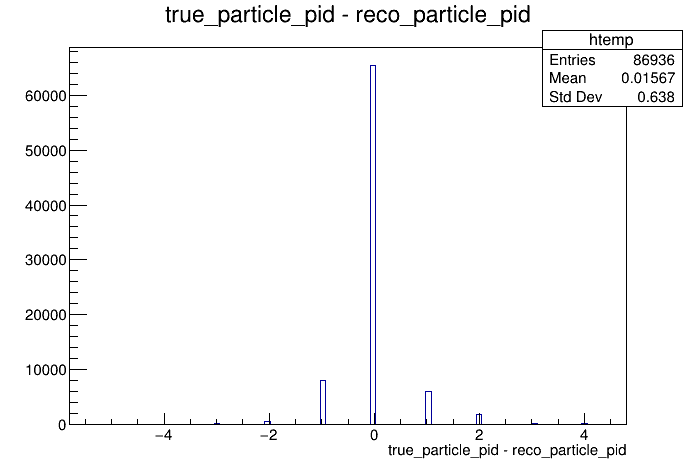 true_particle_pid - reco_particle_pid
htemp
Entries 86936
Mean 0.01567
Std Dev 0.638
60000
50000
40000
30000
20000
10000
0
−4 −2 0 2 4
true_particle_pid - reco_particle_pid